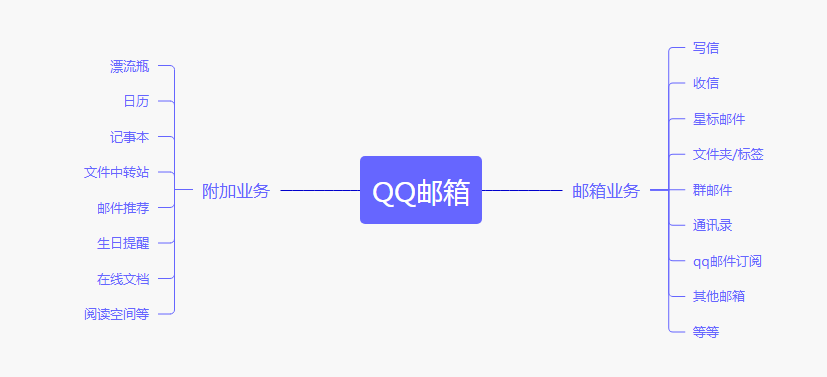 QQ邮箱
附加业务
漂流瓶
日历
记事本
文件中转站
邮件推荐
生日提醒
在线文档
阅读空间等
邮箱业务
写信
收信
星标邮件
文件夹/标签
群邮件
通讯录
qq邮件订阅
其他邮箱
等等